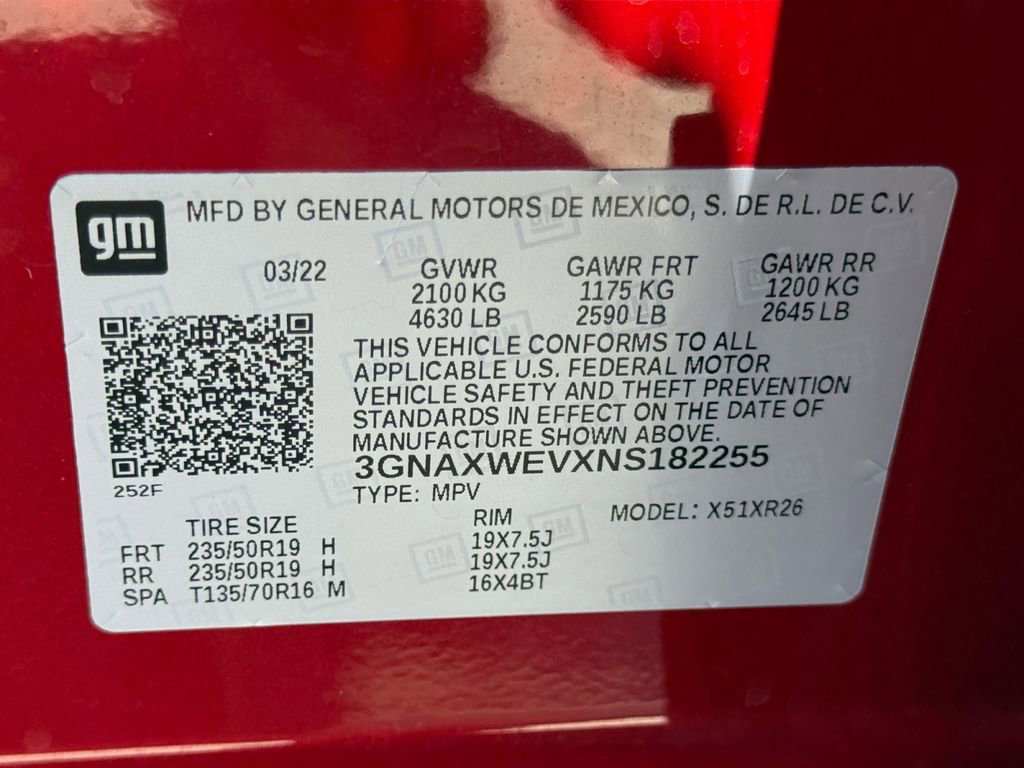 gm MFD BY GENERAL MOTORS DE MEXICO, S. DE R.L. DE C.V.
03/22 GVWR GAWR FRT GAWR RR
2100 KG 1175 KG 1200 KG
4630 LB 2590 LB 2645 LB
THIS VEHICLE CONFORMS TO ALL
APPLICABLE U.S. FEDERAL MOTOR
VEHICLE SAFETY AND THEFT PREVENTION
STANDARDS IN EFFECT ON THE DATE OF
MANUFACTURE SHOWN ABOVE.
3GNAXWEVXNS182255
252F TYPE: MPV
TIRE SIZE RIM MODEL: X51XR26
FRT 235/50R19 H 19X7.5J
RR 235/50R19 H 19X7.5J
SPA T135/70R16 M 16X4BT